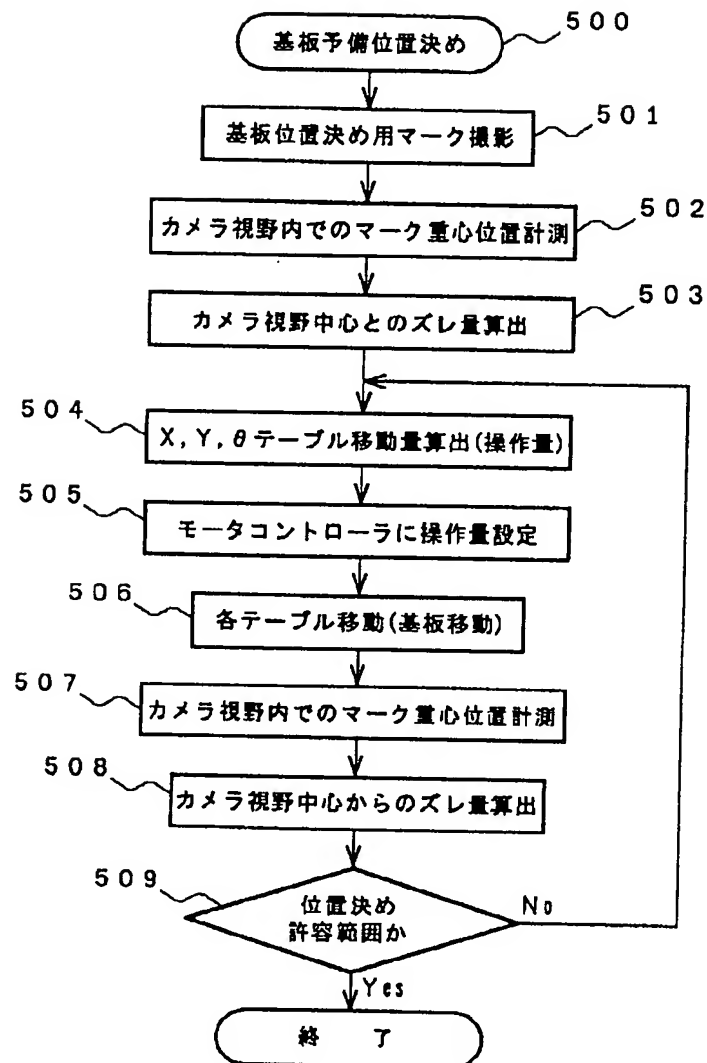 基板予備位置決め
500
基板位置決め用マーク撮影
501
カメラ視野内でのマーク重心位置計測
502
カメラ視野中心とのズレ量算出
503
504
X, Y, θテーブル移動量算出(操作量)
505
モータコントローラに操作量設定
506
各テーブル移動(基板移動)
507
カメラ視野内でのマーク重心位置計測
508
カメラ視野中心からのズレ量算出
509
位置決め
許容範囲か
No
Yes
終 了